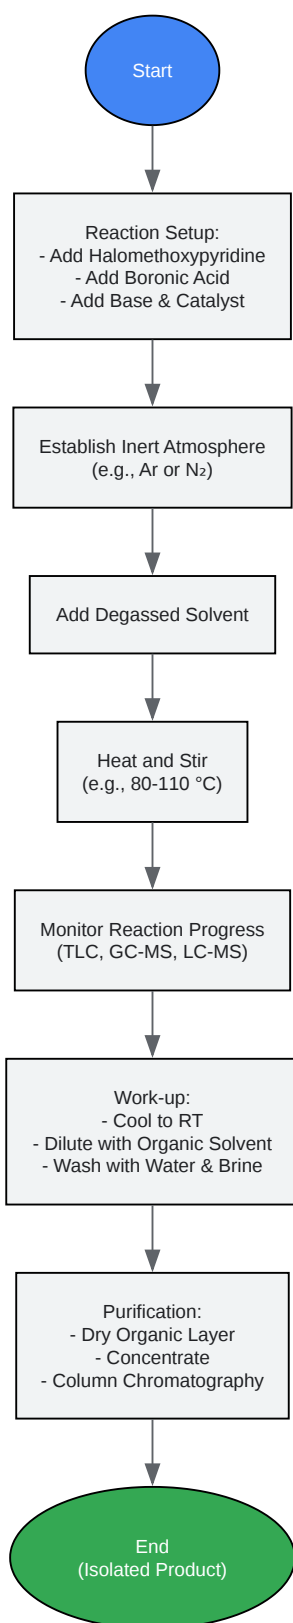 Start
Reaction Setup:
- Add Halomethoxypyridine
- Add Boronic Acid
- Add Base & Catalyst
Establish Inert Atmosphere
(e.g., Ar or N₂)
Add Degassed Solvent
Heat and Stir
(e.g., 80-110 °C)
Monitor Reaction Progress
(TLC, GC-MS, LC-MS)
Work-up:
- Cool to RT
- Dilute with Organic Solvent
- Wash with Water & Brine
Purification:
- Dry Organic Layer
- Concentrate
- Column Chromatography
End
(Isolated Product)